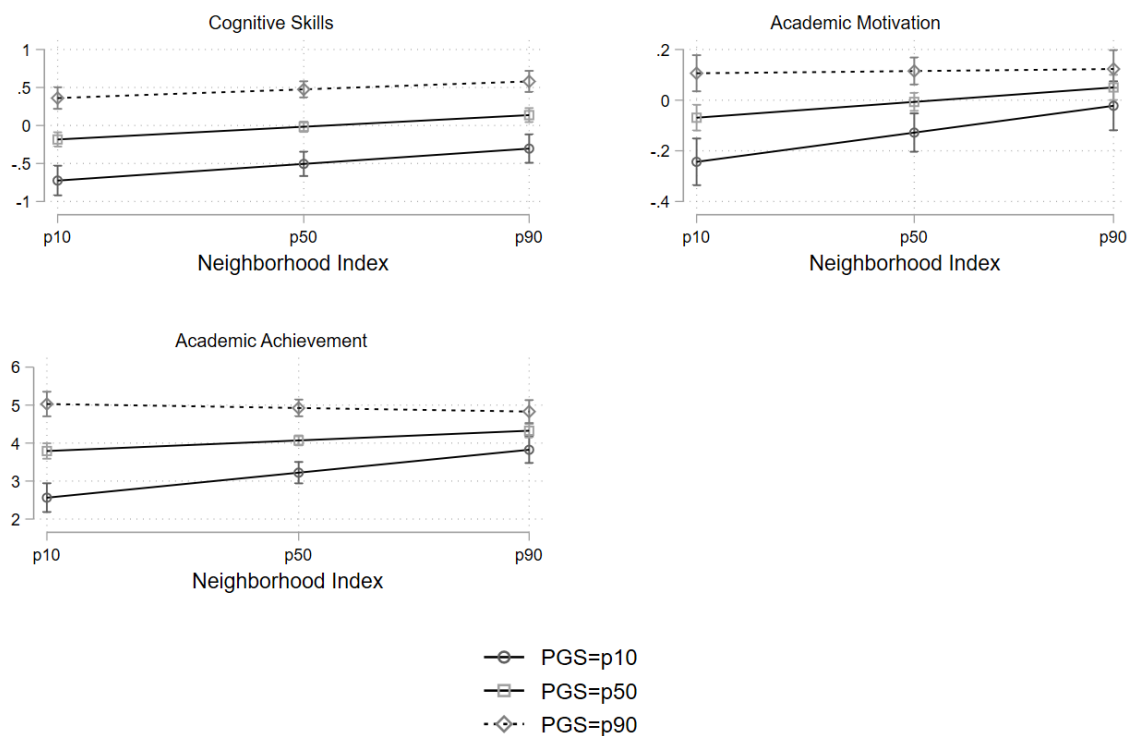 Cognitive Skills
1
.5
0
-.5
-1
p10 p50 p90
Neighborhood Index
Academic Motivation
.2
0
-.2
-.4
p10 p50 p90
Neighborhood Index
Academic Achievement
6
5
4
3
2
p10 p50 p90
Neighborhood Index
PGS=p10
PGS=p50
PGS=p90